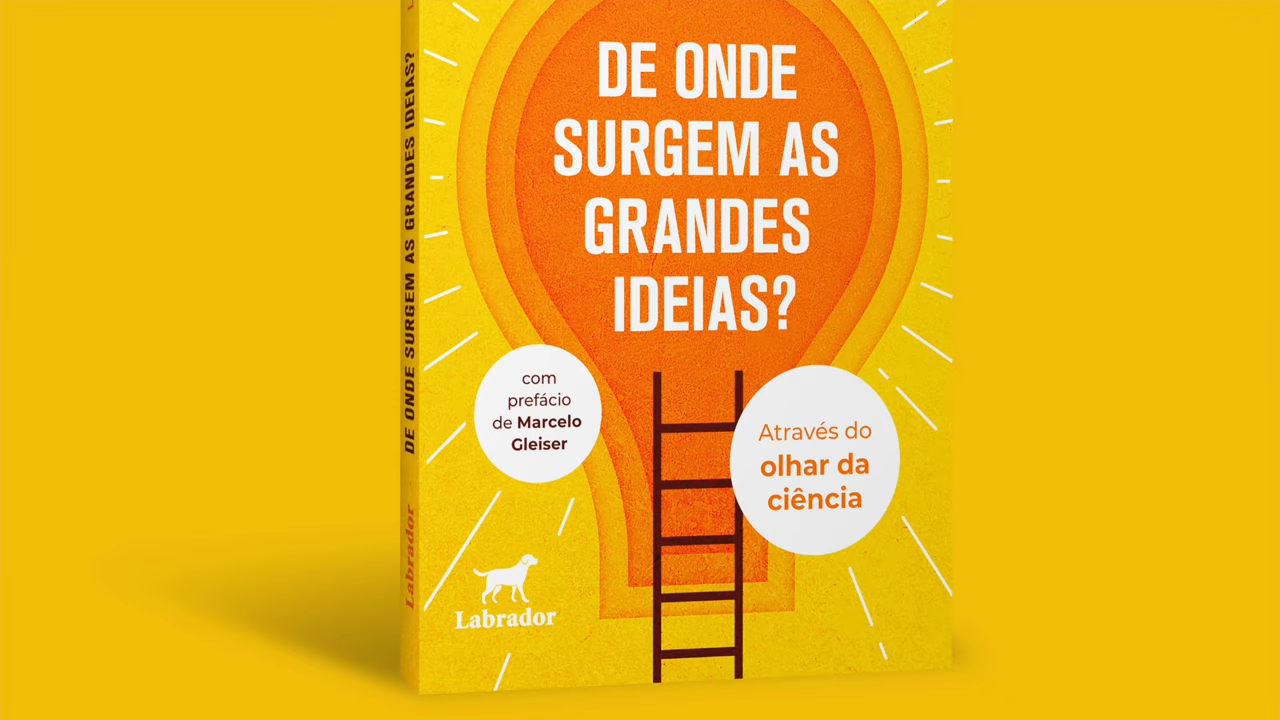 DE ONDE
SURGEM AS
GRANDES
IDEIAS?
com
prefácio
de Marcelo
Gleiser
Através do
olhar da
ciência
Labrador
DE ONDE SURGEM AS GRANDES IDEIAS?
Labrador